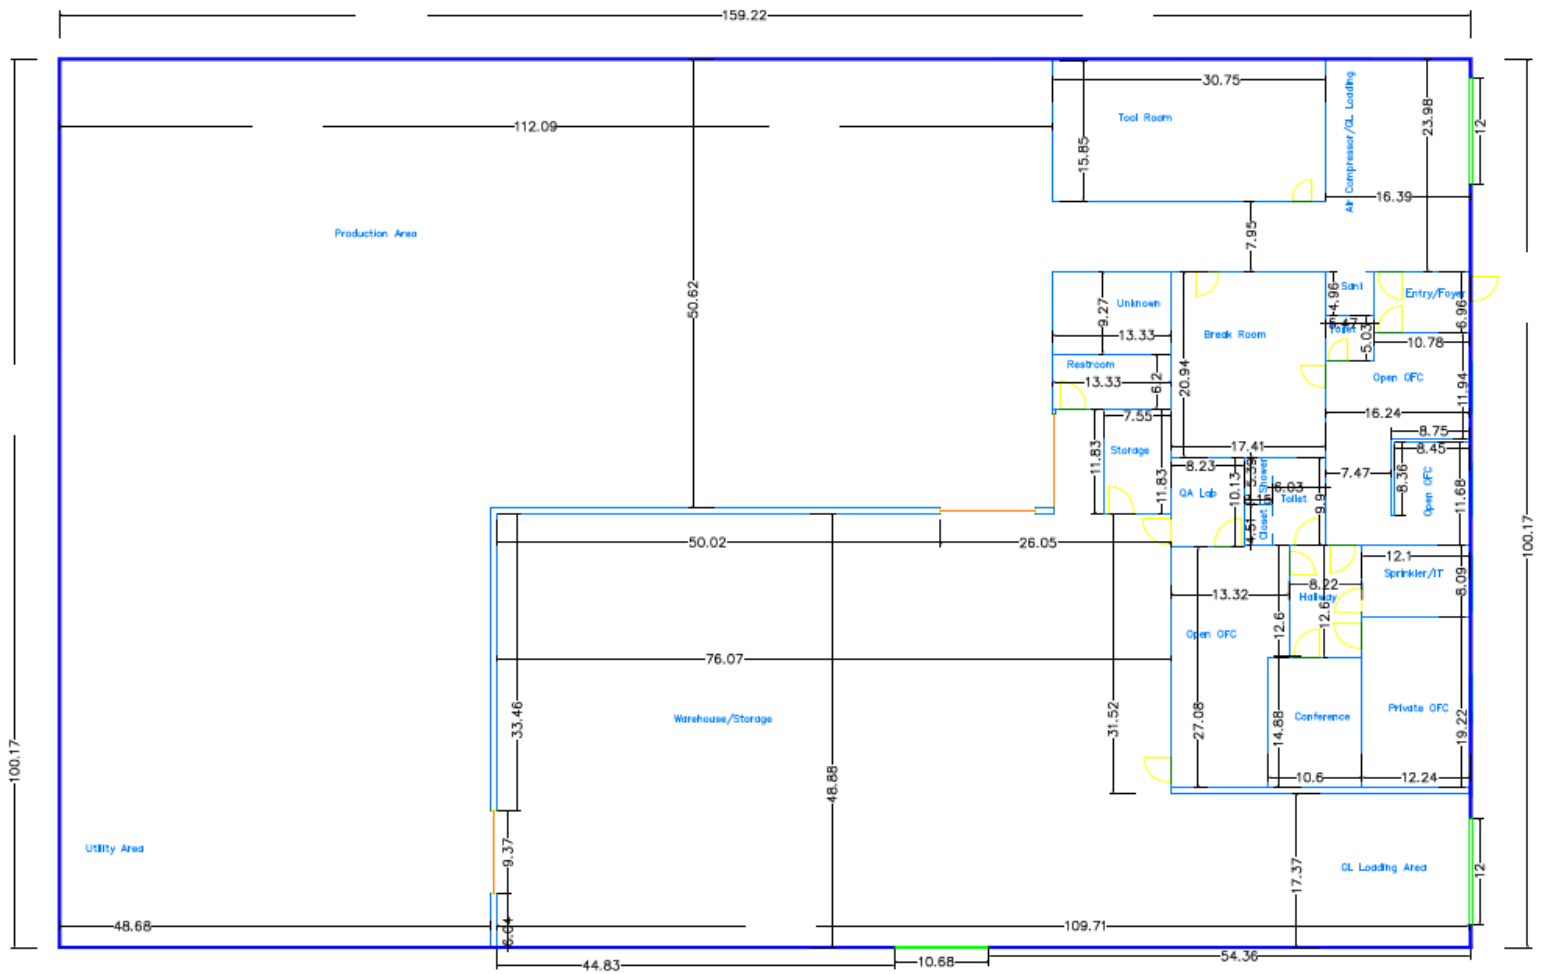 159.22
30.75
Tool Room
Air Compressor/GL Loading
23.98
12
112.09
15.85
16.39
Production Area
7.95
50.62
Unknown
9.27
13.33
Break Room
4.96
Sani
Entry/Foyer
6.96
5.47
Toilet
5.03
10.78
Restroom
13.33
6.2
20.94
Open OFC
11.94
7.55
16.24
8.75
17.41
8.45
Storage
11.83
11.83
8.23
QA Lab
10.13
5.39
Shower
6.03
Toilet
9.9
7.47
8.36
Open OFC
11.68
4.51
Closet
100.17
50.02
26.05
12.1
Sprinkler/IT
8.09
13.32
8.22
Hallway
12.6
12.6
Open OFC
76.07
33.46
Warehouse/Storage
31.52
27.08
14.88
Conference
Private OFC
19.22
10.6
12.24
100.17
48.88
Utility Area
9.37
17.37
GL Loading Area
12
48.68
6.04
109.71
44.83
10.68
54.36